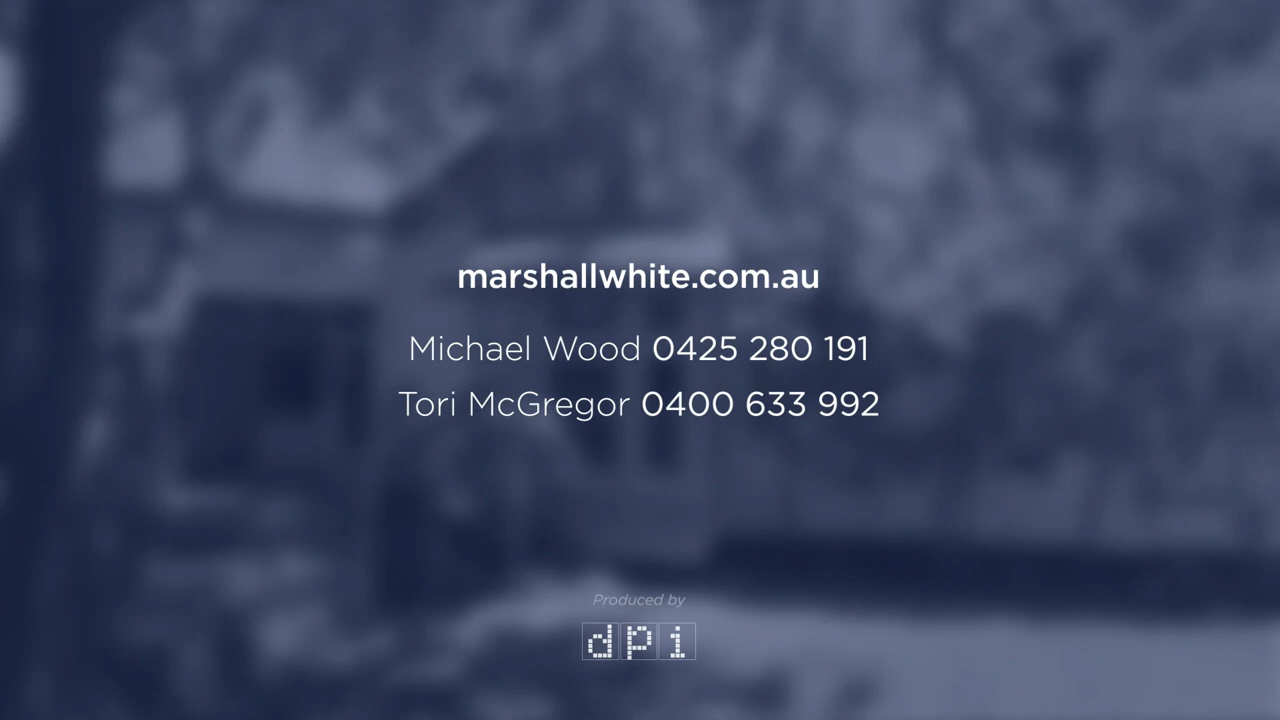 marshallwhite.com.au
Michael Wood 0425 280 191
Tori McGregor 0400 633 992
Produced by
dpi